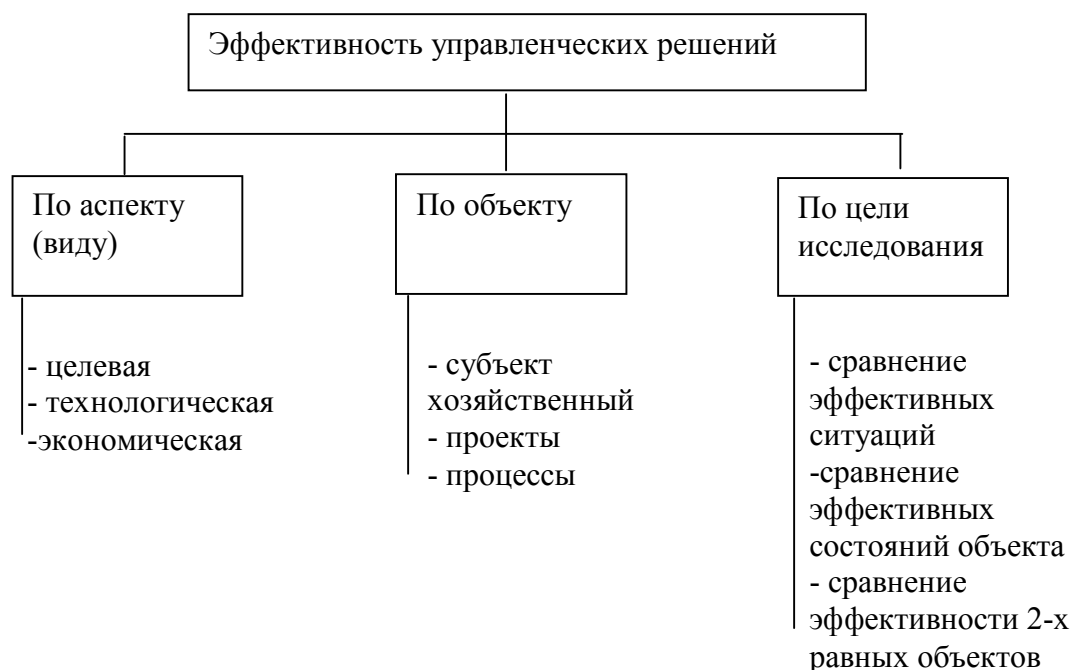 Эффективность управленческих решений
По аспекту
(виду)
- целевая
- технологическая
-экономическая
По объекту
- субъект
хозяйственный
- проекты
- процессы
По цели
исследования
- сравнение
эффективных
ситуаций
-сравнение
эффективных
состояний объекта
- сравнение
эффективности 2-х
равных объектов